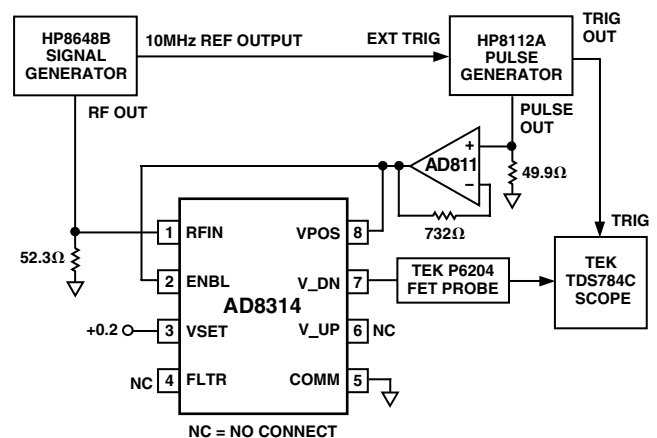 HP8648B
SIGNAL
GENERATOR
10MHz REF OUTPUT
EXT TRIG
HP8112A
PULSE
GENERATOR
TRIG
OUT
RF OUT
PULSE
OUT
+
AD811
–
49.9Ω
732Ω
TRIG
52.3Ω
1 RFIN
VPOS 8
2 ENBL
V_DN 7
TEK P6204
FET PROBE
TEK
TDS784C
SCOPE
AD8314
+0.2
3 VSET
V_UP 6 NC
NC 4 FLTR
COMM 5
NC = NO CONNECT